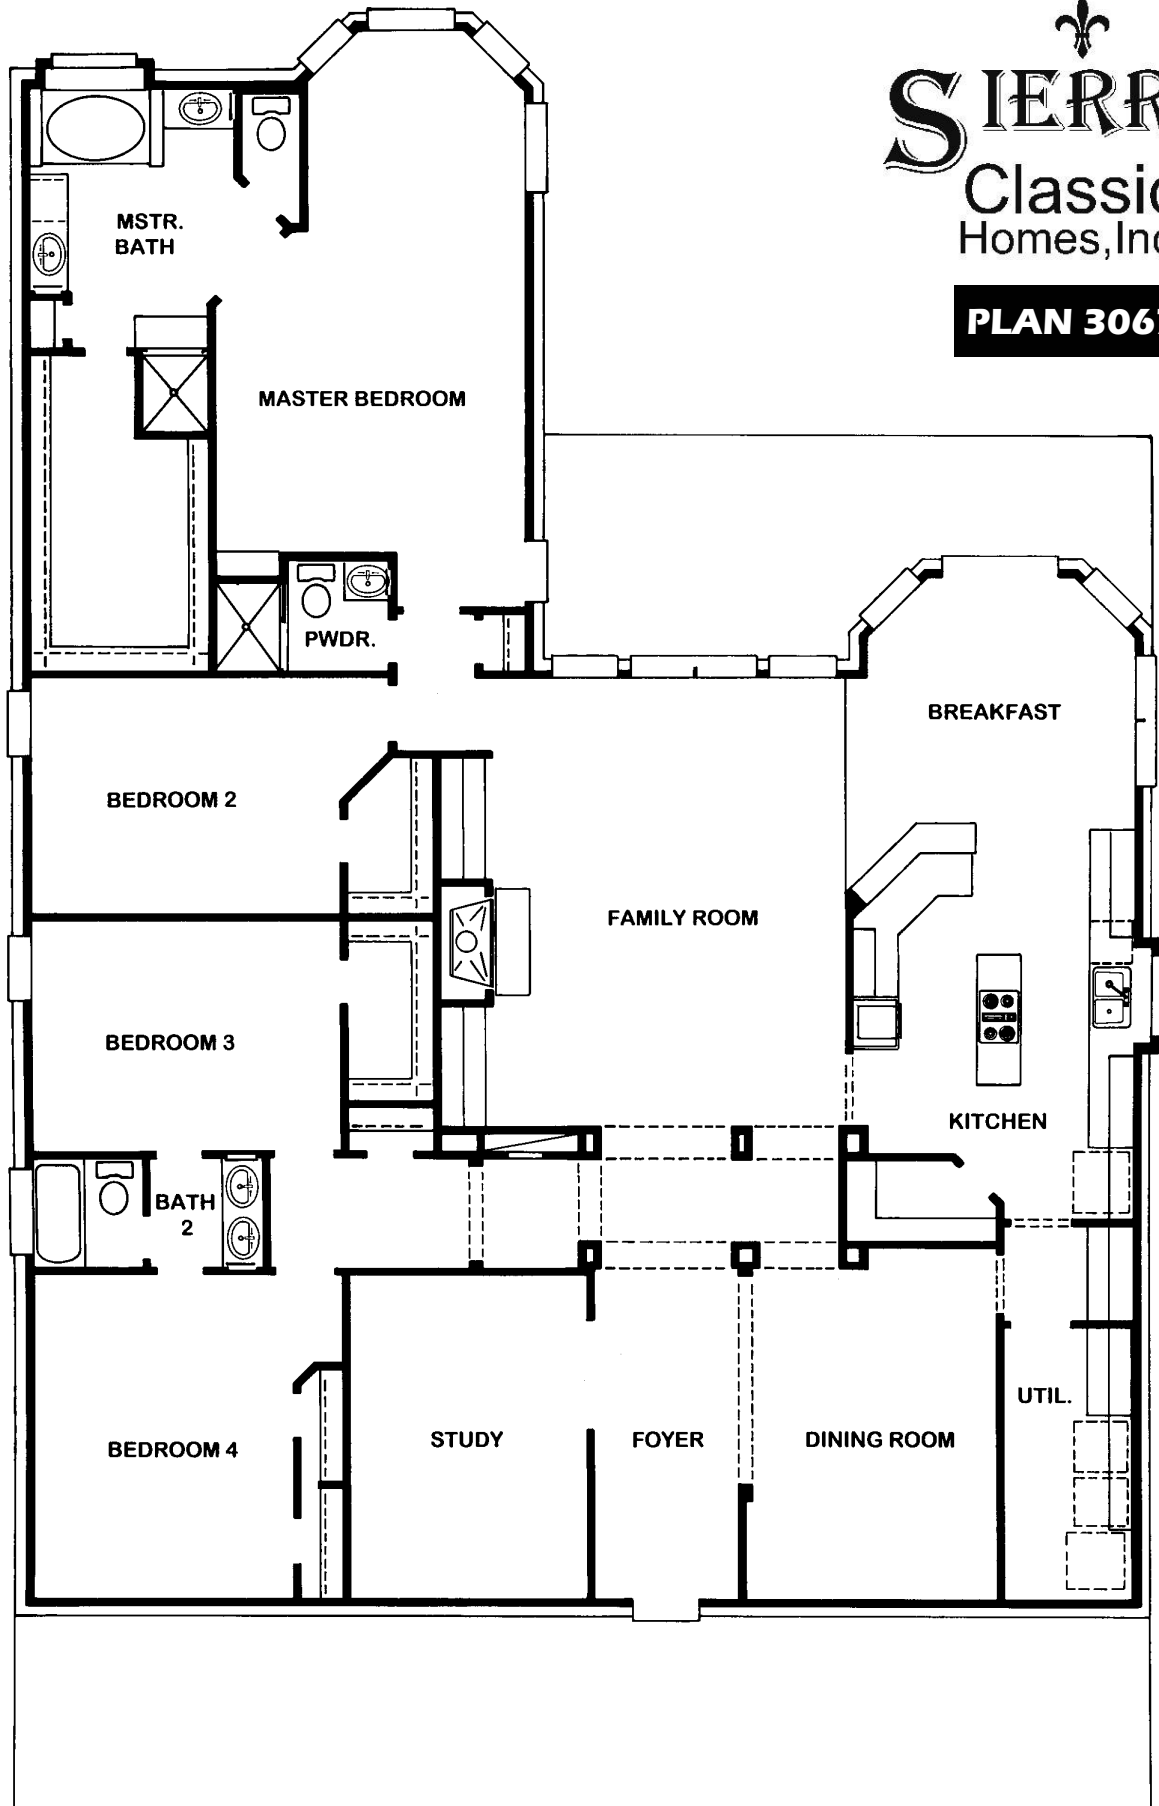 SIERR
Classic
Homes,Inc
PLAN 3067
MSTR.
BATH
MASTER BEDROOM
PWDR.
BREAKFAST
BEDROOM 2
FAMILY ROOM
BEDROOM 3
KITCHEN
BATH
2
UTIL.
BEDROOM 4
STUDY
FOYER
DINING ROOM